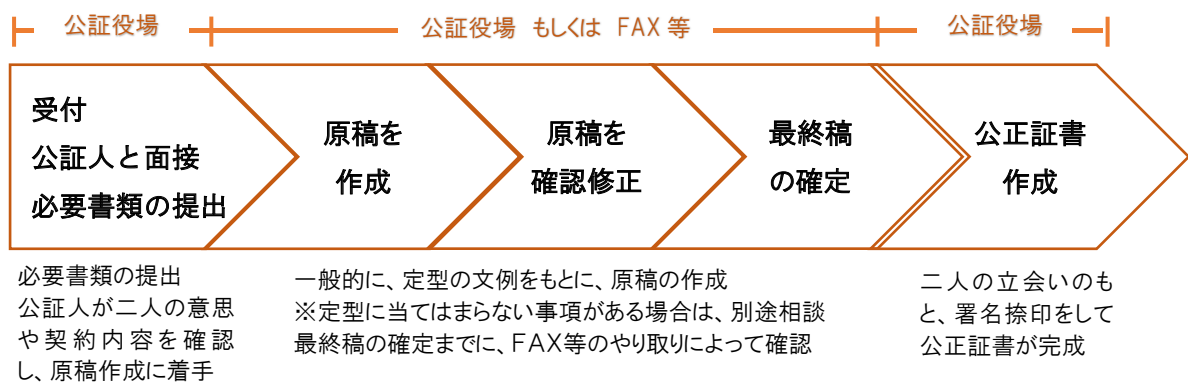 公証役場
公証役場 もしくは FAX等
公証役場
受付
公証人と面接
必要書類の提出
原稿を
作成
原稿を
確認修正
最終稿
の確定
公正証書
作成
必要書類の提出
公証人が二人の意思
や契約内容を確認
し、原稿作成に着手
一般的に、定型の文例をもとに、原稿の作成
※定型に当てはまらない事項がある場合は、別途相談
最終稿の確定までに、FAX等のやり取りによって確認
二人の立会いのも
と、署名捺印をして
公正証書が完成